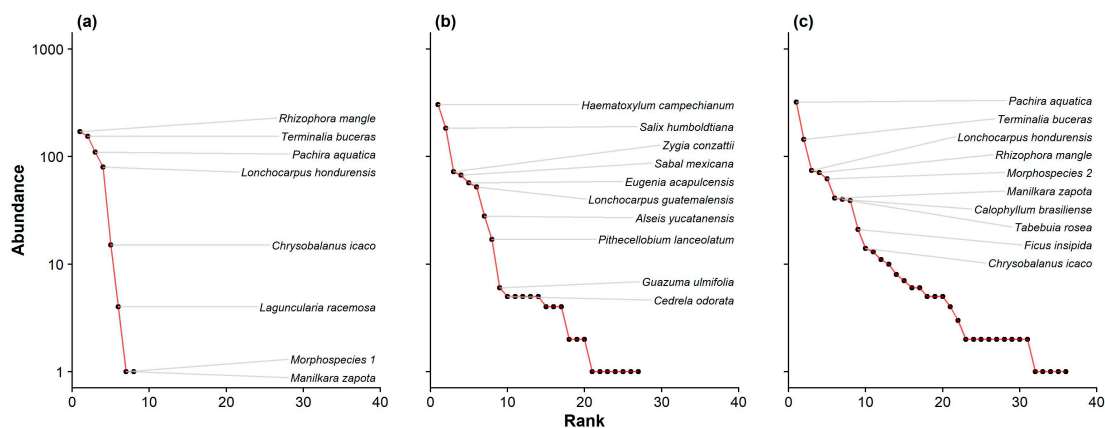 (a)
(b)
(c)
Abundance
1000
100
10
1
Rhizophora mangle
Terminalia buceras
Pachira aquatica
Lonchocarpus hondurensis
Chrysobalanus icaco
Laguncularia racemosa
Morphospecies 1
Manilkara zapota
0
10
20
30
40
Haematoxylum campechianum
Salix humboldtiana
Zygia conzattii
Sabal mexicana
Eugenia acapulcensis
Lonchocarpus guatemalensis
Alseis yucatanensis
Pithecellobium lanceolatum
Guazuma ulmifolia
Cedrela odorata
0
10
20
30
40
Pachira aquatica
Terminalia buceras
Lonchocarpus hondurensis
Rhizophora mangle
Morphospecies 2
Manilkara zapota
Calophyllum brasiliense
Tabebuia rosea
Ficus insipida
Chrysobalanus icaco
0
10
20
30
40
Rank